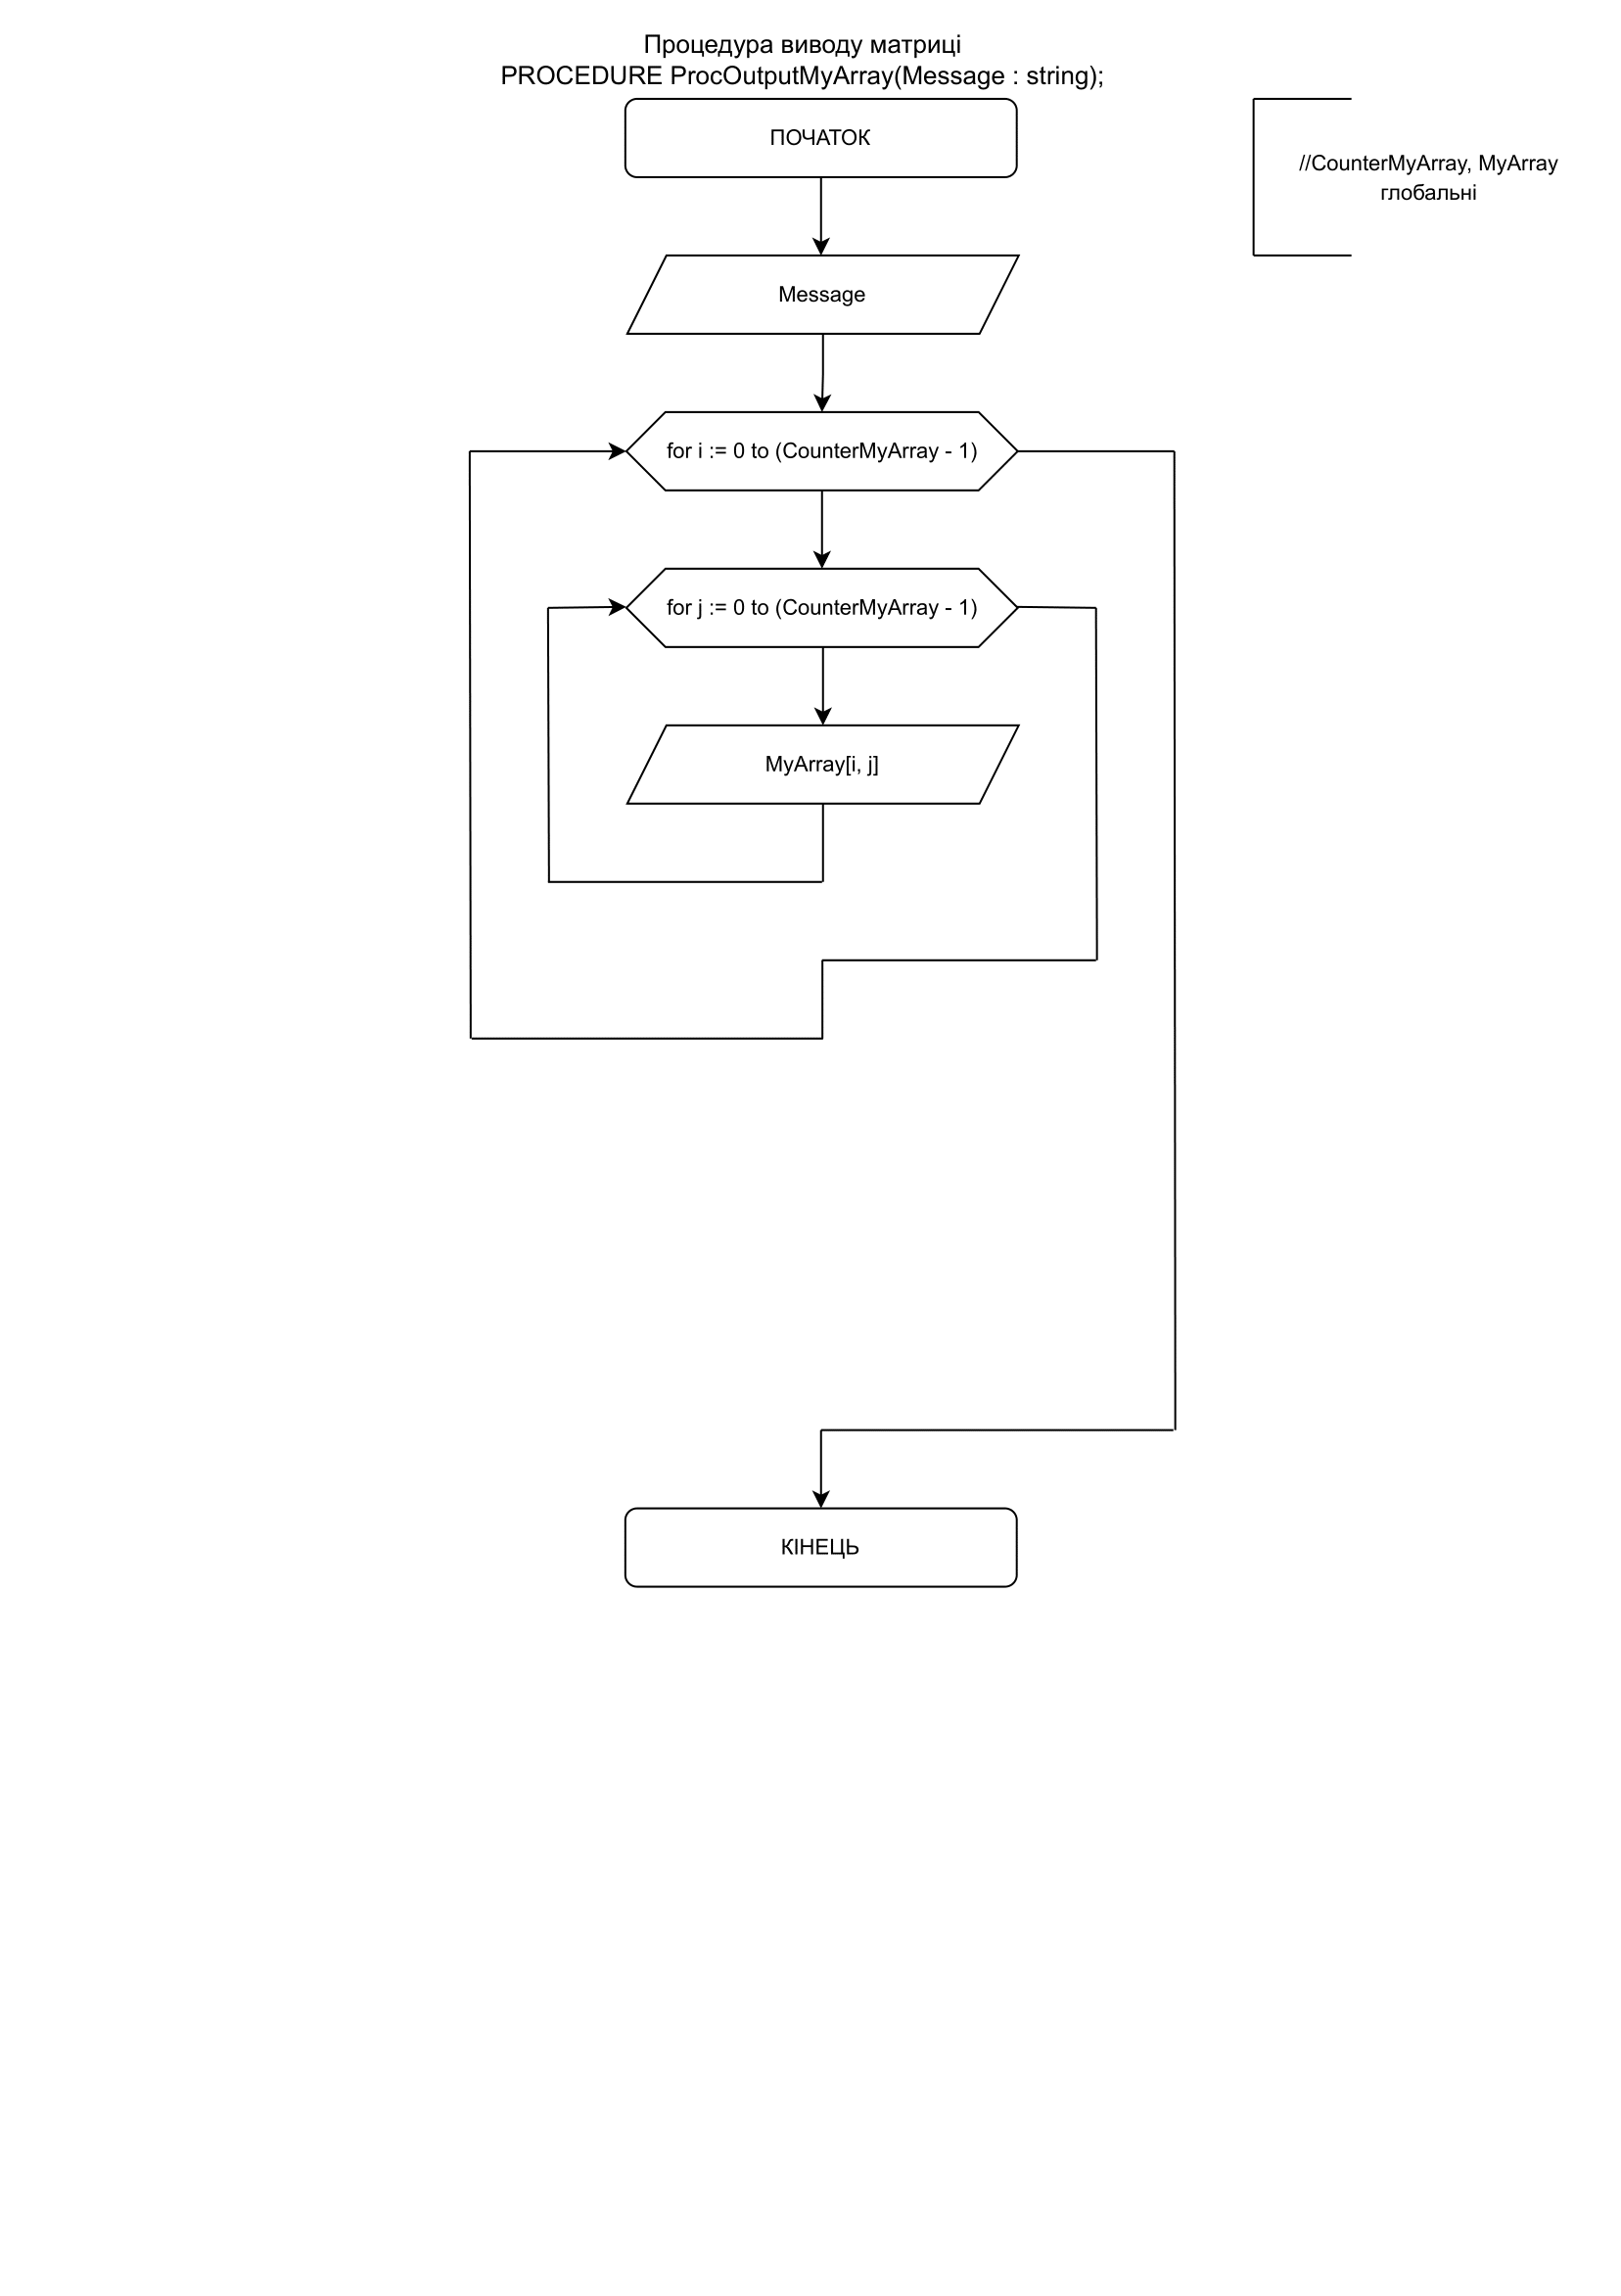 Процедура виводу матриці
PROCEDURE ProcOutputMyArray(Message : string);
ПОЧАТОК
//CounterMyArray, MyArray
глобальні
Message
for i := 0 to (CounterMyArray - 1)
for j := 0 to (CounterMyArray - 1)
MyArray[i, j]
КІНЕЦЬ